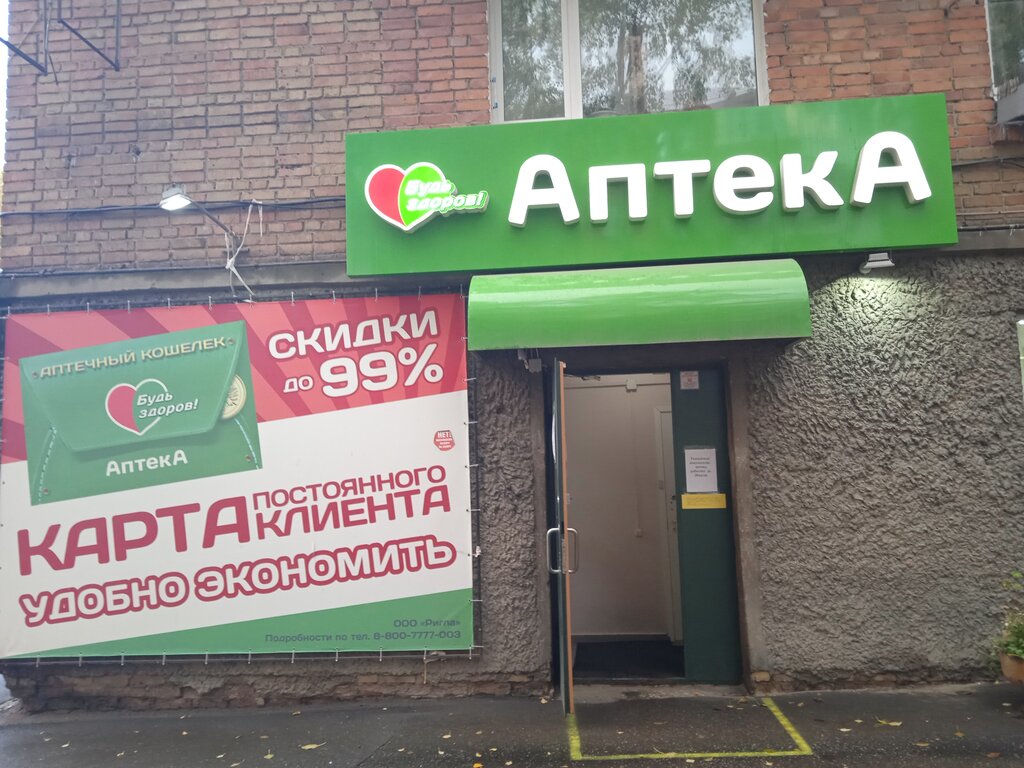 Будь
здоров!
АптекА
АПТЕЧНЫЙ КОШЕЛЕК
Будь
здоров!
АптекА
СКИДКИ
ДО 99%
НЕТ!
КАРТА ПОСТОЯННОГО
КЛИЕНТА
УДОБНО ЭКОНОМИТЬ
ООО «Ригла»
Подробности по тел. 8-800-7777-003